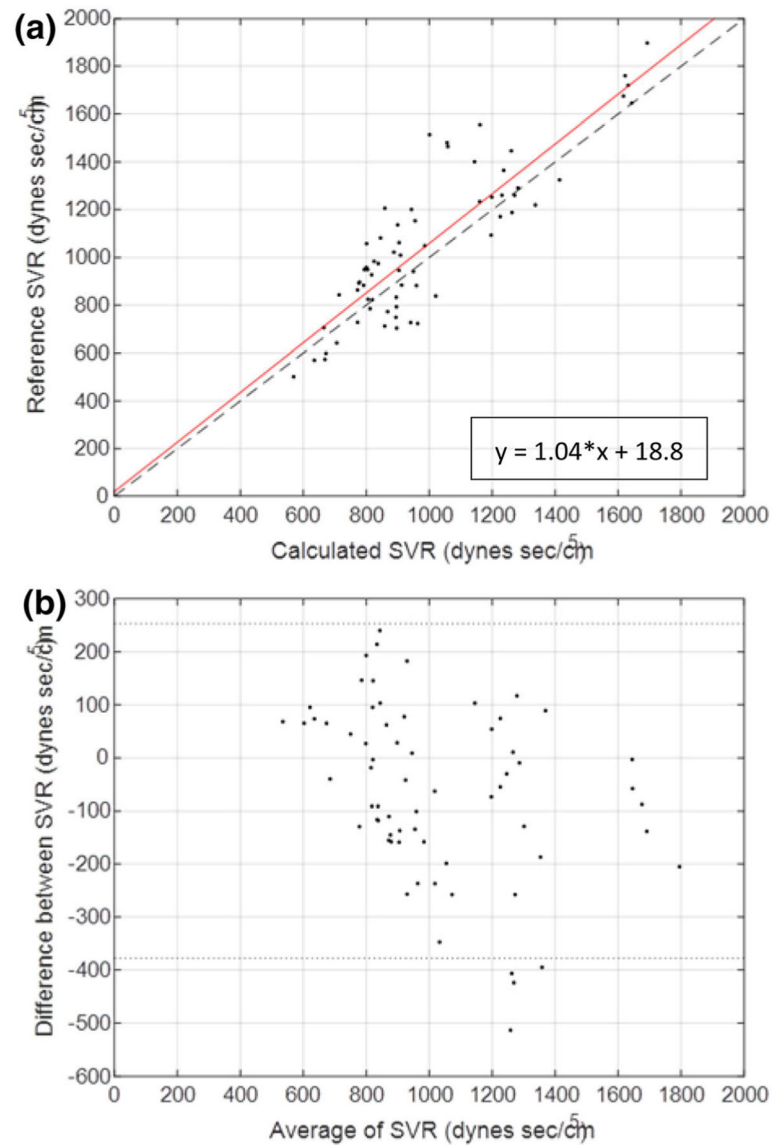 (a)
2000
1800
1600
1400
1200
1000
800
600
400
200
0
Reference SVR (dynes sec/cm5)
y = 1.04*x + 18.8
0 200 400 600 800 1000 1200 1400 1600 1800 2000
Calculated SVR (dynes sec/cm5)
(b)
300
200
100
0
-100
-200
-300
-400
-500
-600
Difference between SVR (dynes sec/cm5)
0 200 400 600 800 1000 1200 1400 1600 1800 2000
Average of SVR (dynes sec/cm5)